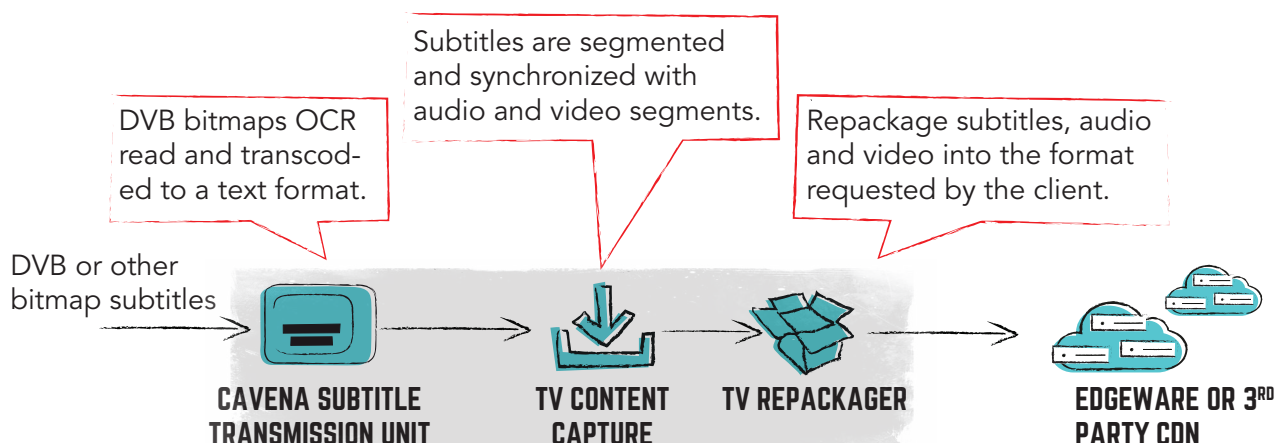 Subtitles are segmented
and synchronized with
audio and video segments.
DVB bitmaps OCR
read and transcod-
ed to a text format.
Repackage subtitles, audio
and video into the format
requested by the client.
DVB or other
bitmap subtitles
CAVENA SUBTITLE
TRANSMISSION UNIT
TV CONTENT
CAPTURE
TV REPACKAGER
EDGEWARE OR 3RD
PARTY CDN